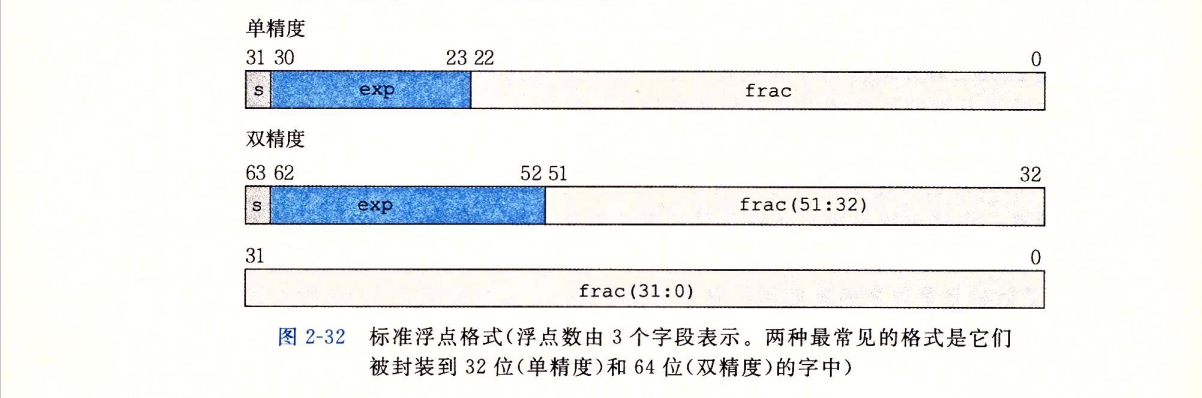 单精度
31 30 23 22 0
s exp frac
双精度
63 62 52 51 32
s exp frac(51:32)
31 0
frac(31:0)
图 2-32 标准浮点格式(浮点数由 3 个字段表示。两种最常见的格式是它们
被封装到 32 位(单精度)和 64 位(双精度)的字中)